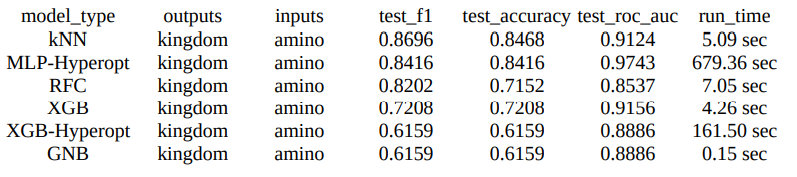 model_type outputs inputs test_f1 test_accuracy test_roc_auc run_time
kNN kingdom amino 0.8696 0.8468 0.9124 5.09 sec
MLP-Hyperopt kingdom amino 0.8416 0.8416 0.9743 679.36 sec
RFC kingdom amino 0.8202 0.7152 0.8537 7.05 sec
XGB kingdom amino 0.7208 0.7208 0.9156 4.26 sec
XGB-Hyperopt kingdom amino 0.6159 0.6159 0.8886 161.50 sec
GNB kingdom amino 0.6159 0.6159 0.8886 0.15 sec